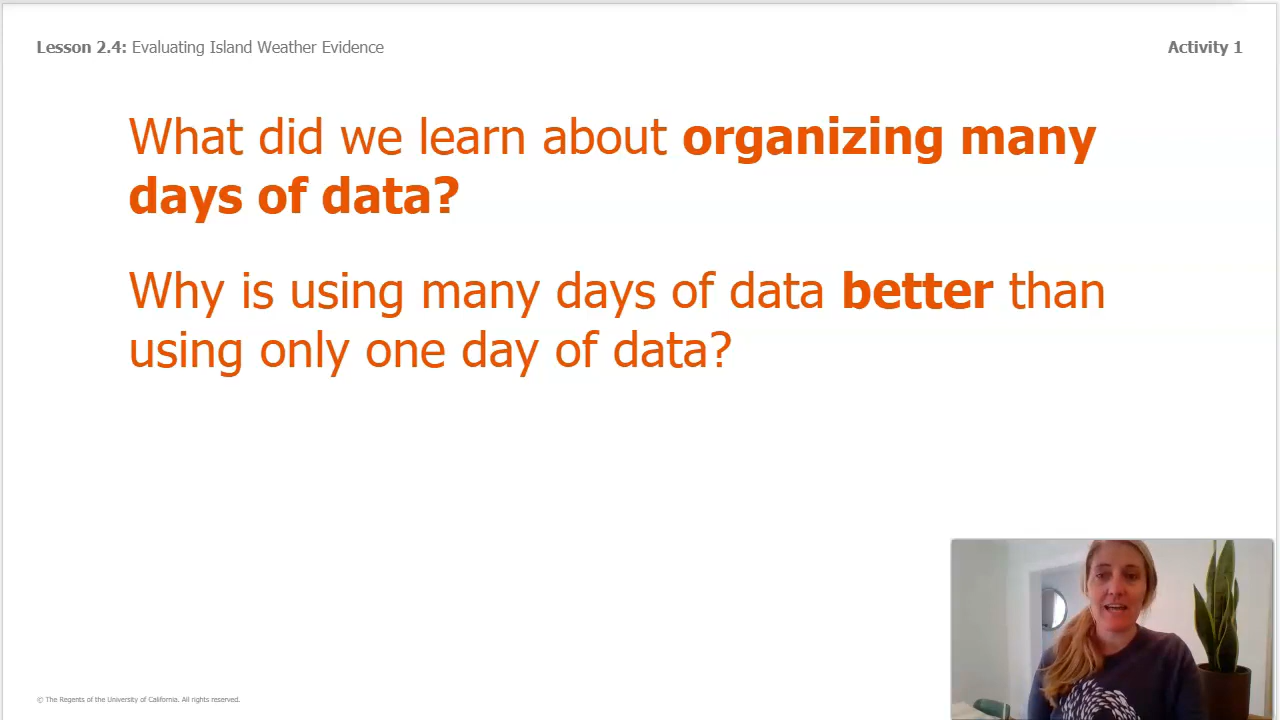 Lesson 2.4: Evaluating Island Weather Evidence
Activity 1
What did we learn about organizing many
days of data?
Why is using many days of data better than
using only one day of data?
© The Regents of the University of California. All rights reserved.